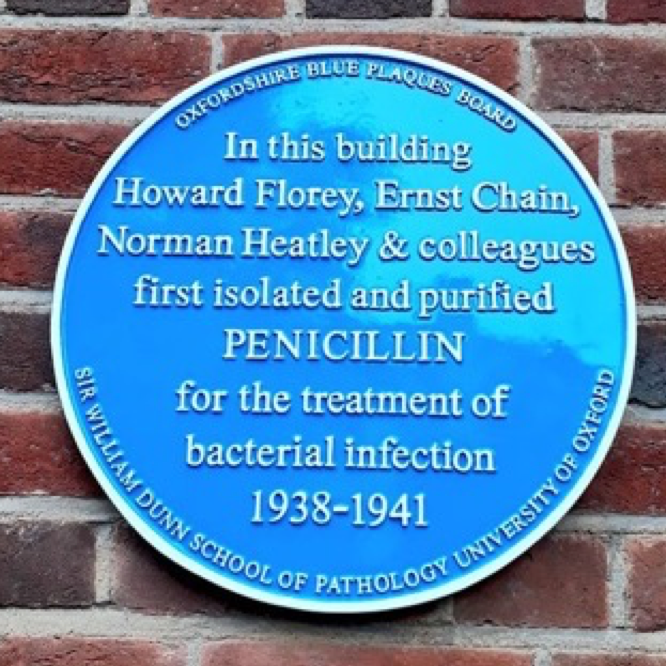 OXFORDSHIRE BLUE PLAQUES BOARD
In this building
Howard Florey, Ernst Chain,
Norman Heatley & colleagues
first isolated and purified
PENICILLIN
for the treatment of
bacterial infection
1938-1941
SIR WILLIAM DUNN SCHOOL OF PATHOLOGY UNIVERSITY OF OXFORD